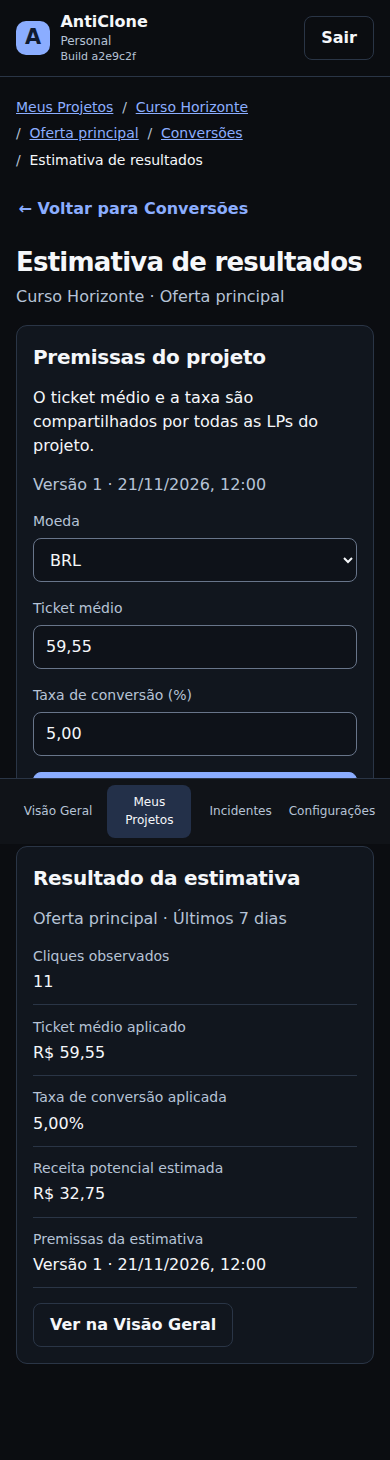 A
AntiClone
Personal
Build a2e9c2f
Sair
Meus Projetos / Curso Horizonte
/ Oferta principal / Conversões
/ Estimativa de resultados
← Voltar para Conversões
Estimativa de resultados
Curso Horizonte · Oferta principal
Premissas do projeto
O ticket médio e a taxa são
compartilhados por todas as LPs do
projeto.
Versão 1 · 21/11/2026, 12:00
Moeda
BRL
Ticket médio
59,55
Taxa de conversão (%)
5,00
Visão Geral
Meus
Projetos
Incidentes
Configurações
Resultado da estimativa
Oferta principal · Últimos 7 dias
Cliques observados
11
Ticket médio aplicado
R$ 59,55
Taxa de conversão aplicada
5,00%
Receita potencial estimada
R$ 32,75
Premissas da estimativa
Versão 1 · 21/11/2026, 12:00
Ver na Visão Geral